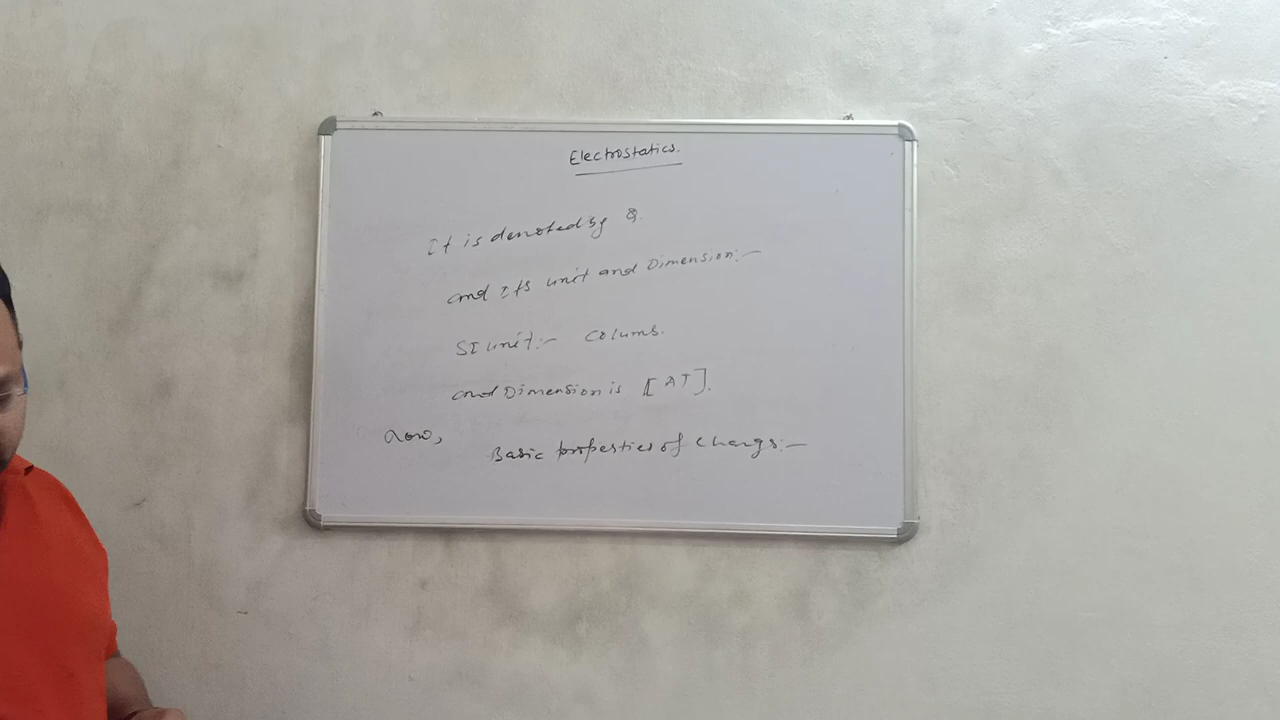 Electrostatics.
It is denoted by Q.
and Its unit and Dimension:-
SI unit:- Colums.
and Dimension is [AT].
Now,
Basic properties of Chargs:-